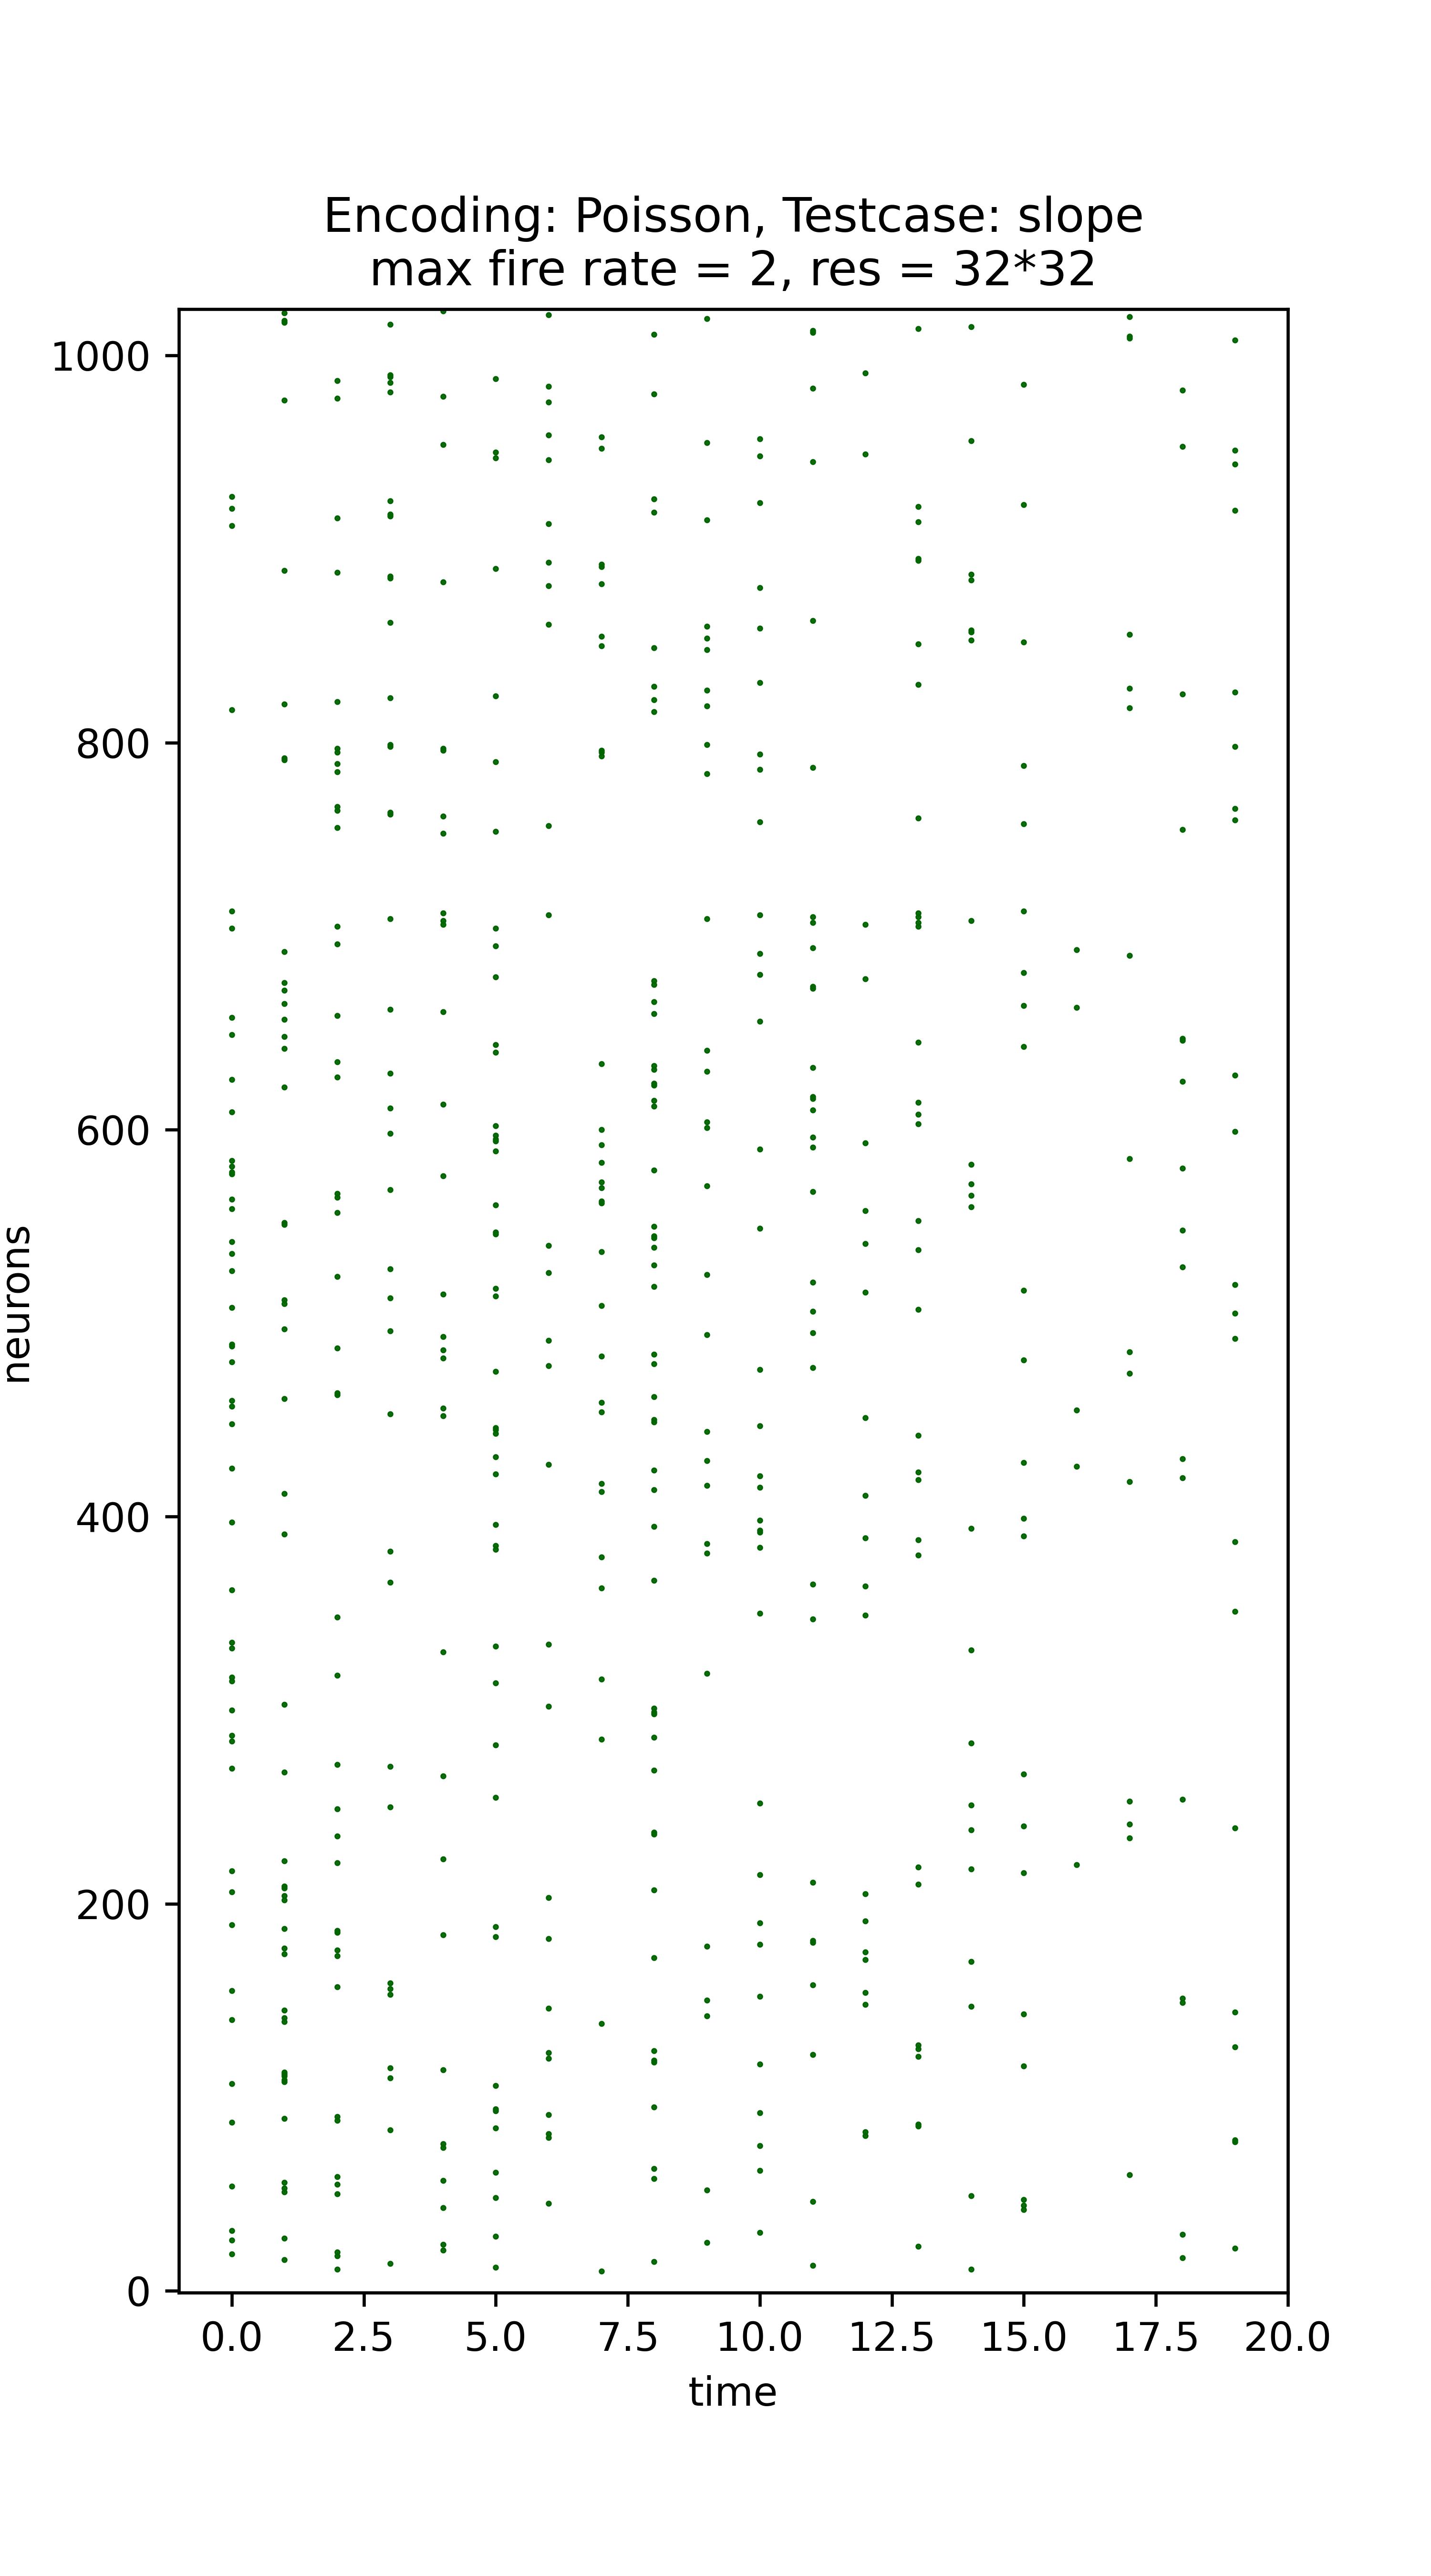 Encoding: Poisson, Testcase: slope
max fire rate = 2, res = 32*32
1000
800
600
400
200
0
neurons
0.0 2.5 5.0 7.5 10.0 12.5 15.0 17.5 20.0
time